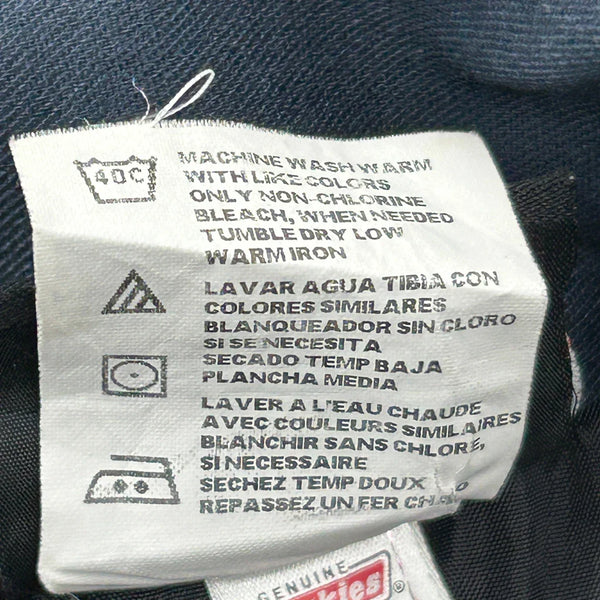 40C
MACHINE WASH WARM
WITH LIKE COLORS
ONLY NON-CHLORINE
BLEACH, WHEN NEEDED
TUMBLE DRY LOW
WARM IRON
LAVAR AGUA TIBIA CON
COLORES SIMILARES
BLANQUEADOR SIN CLORO
SI SE NECESITA
SECADO TEMP BAJA
PLANCHA MEDIA
LAVER A L'EAU CHAUDE
AVEC COULEURS SIMILAIRES
BLANCHIR SANS CHLORE,
SI NECESSAIRE
SECHEZ TEMP DOUX
REPASSEZ UN FER
GENUINE
®